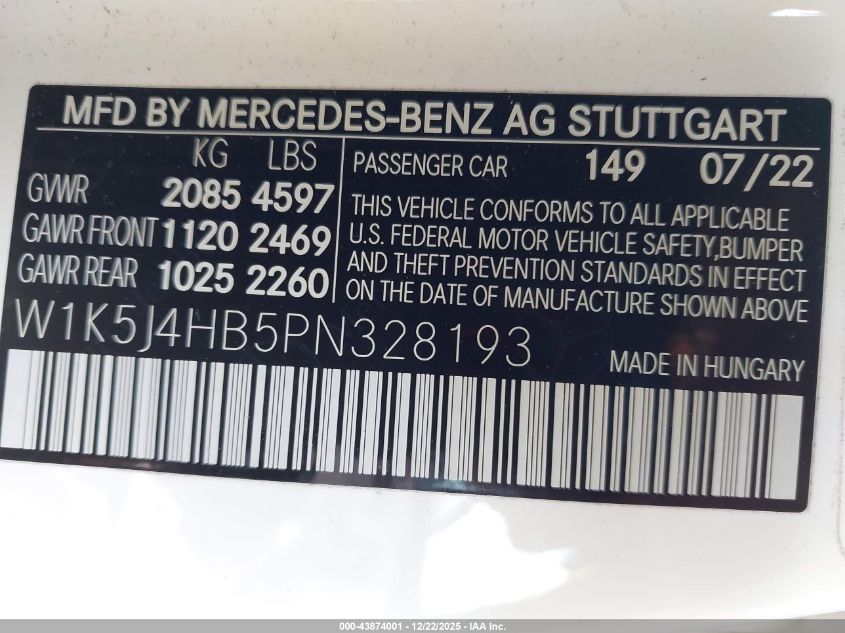 MFD BY MERCEDES-BENZ AG STUTTGART
KG LBS
GVWR 2085 4597
GAWR FRONT 1120 2469
GAWR REAR 1025 2260
PASSENGER CAR 149 07/22
THIS VEHICLE CONFORMS TO ALL APPLICABLE
U.S. FEDERAL MOTOR VEHICLE SAFETY,BUMPER
AND THEFT PREVENTION STANDARDS IN EFFECT
ON THE DATE OF MANUFACTURE SHOWN ABOVE
W1K5J4HB5PN328193
MADE IN HUNGARY
000-43874001 - 12/22/2025 - IAA Inc.